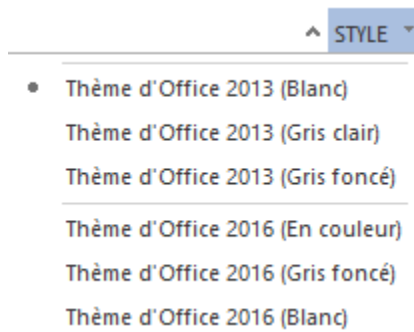 STYLE
Thème d'Office 2013 (Blanc)
Thème d'Office 2013 (Gris clair)
Thème d'Office 2013 (Gris foncé)
Thème d'Office 2016 (En couleur)
Thème d'Office 2016 (Gris foncé)
Thème d'Office 2016 (Blanc)